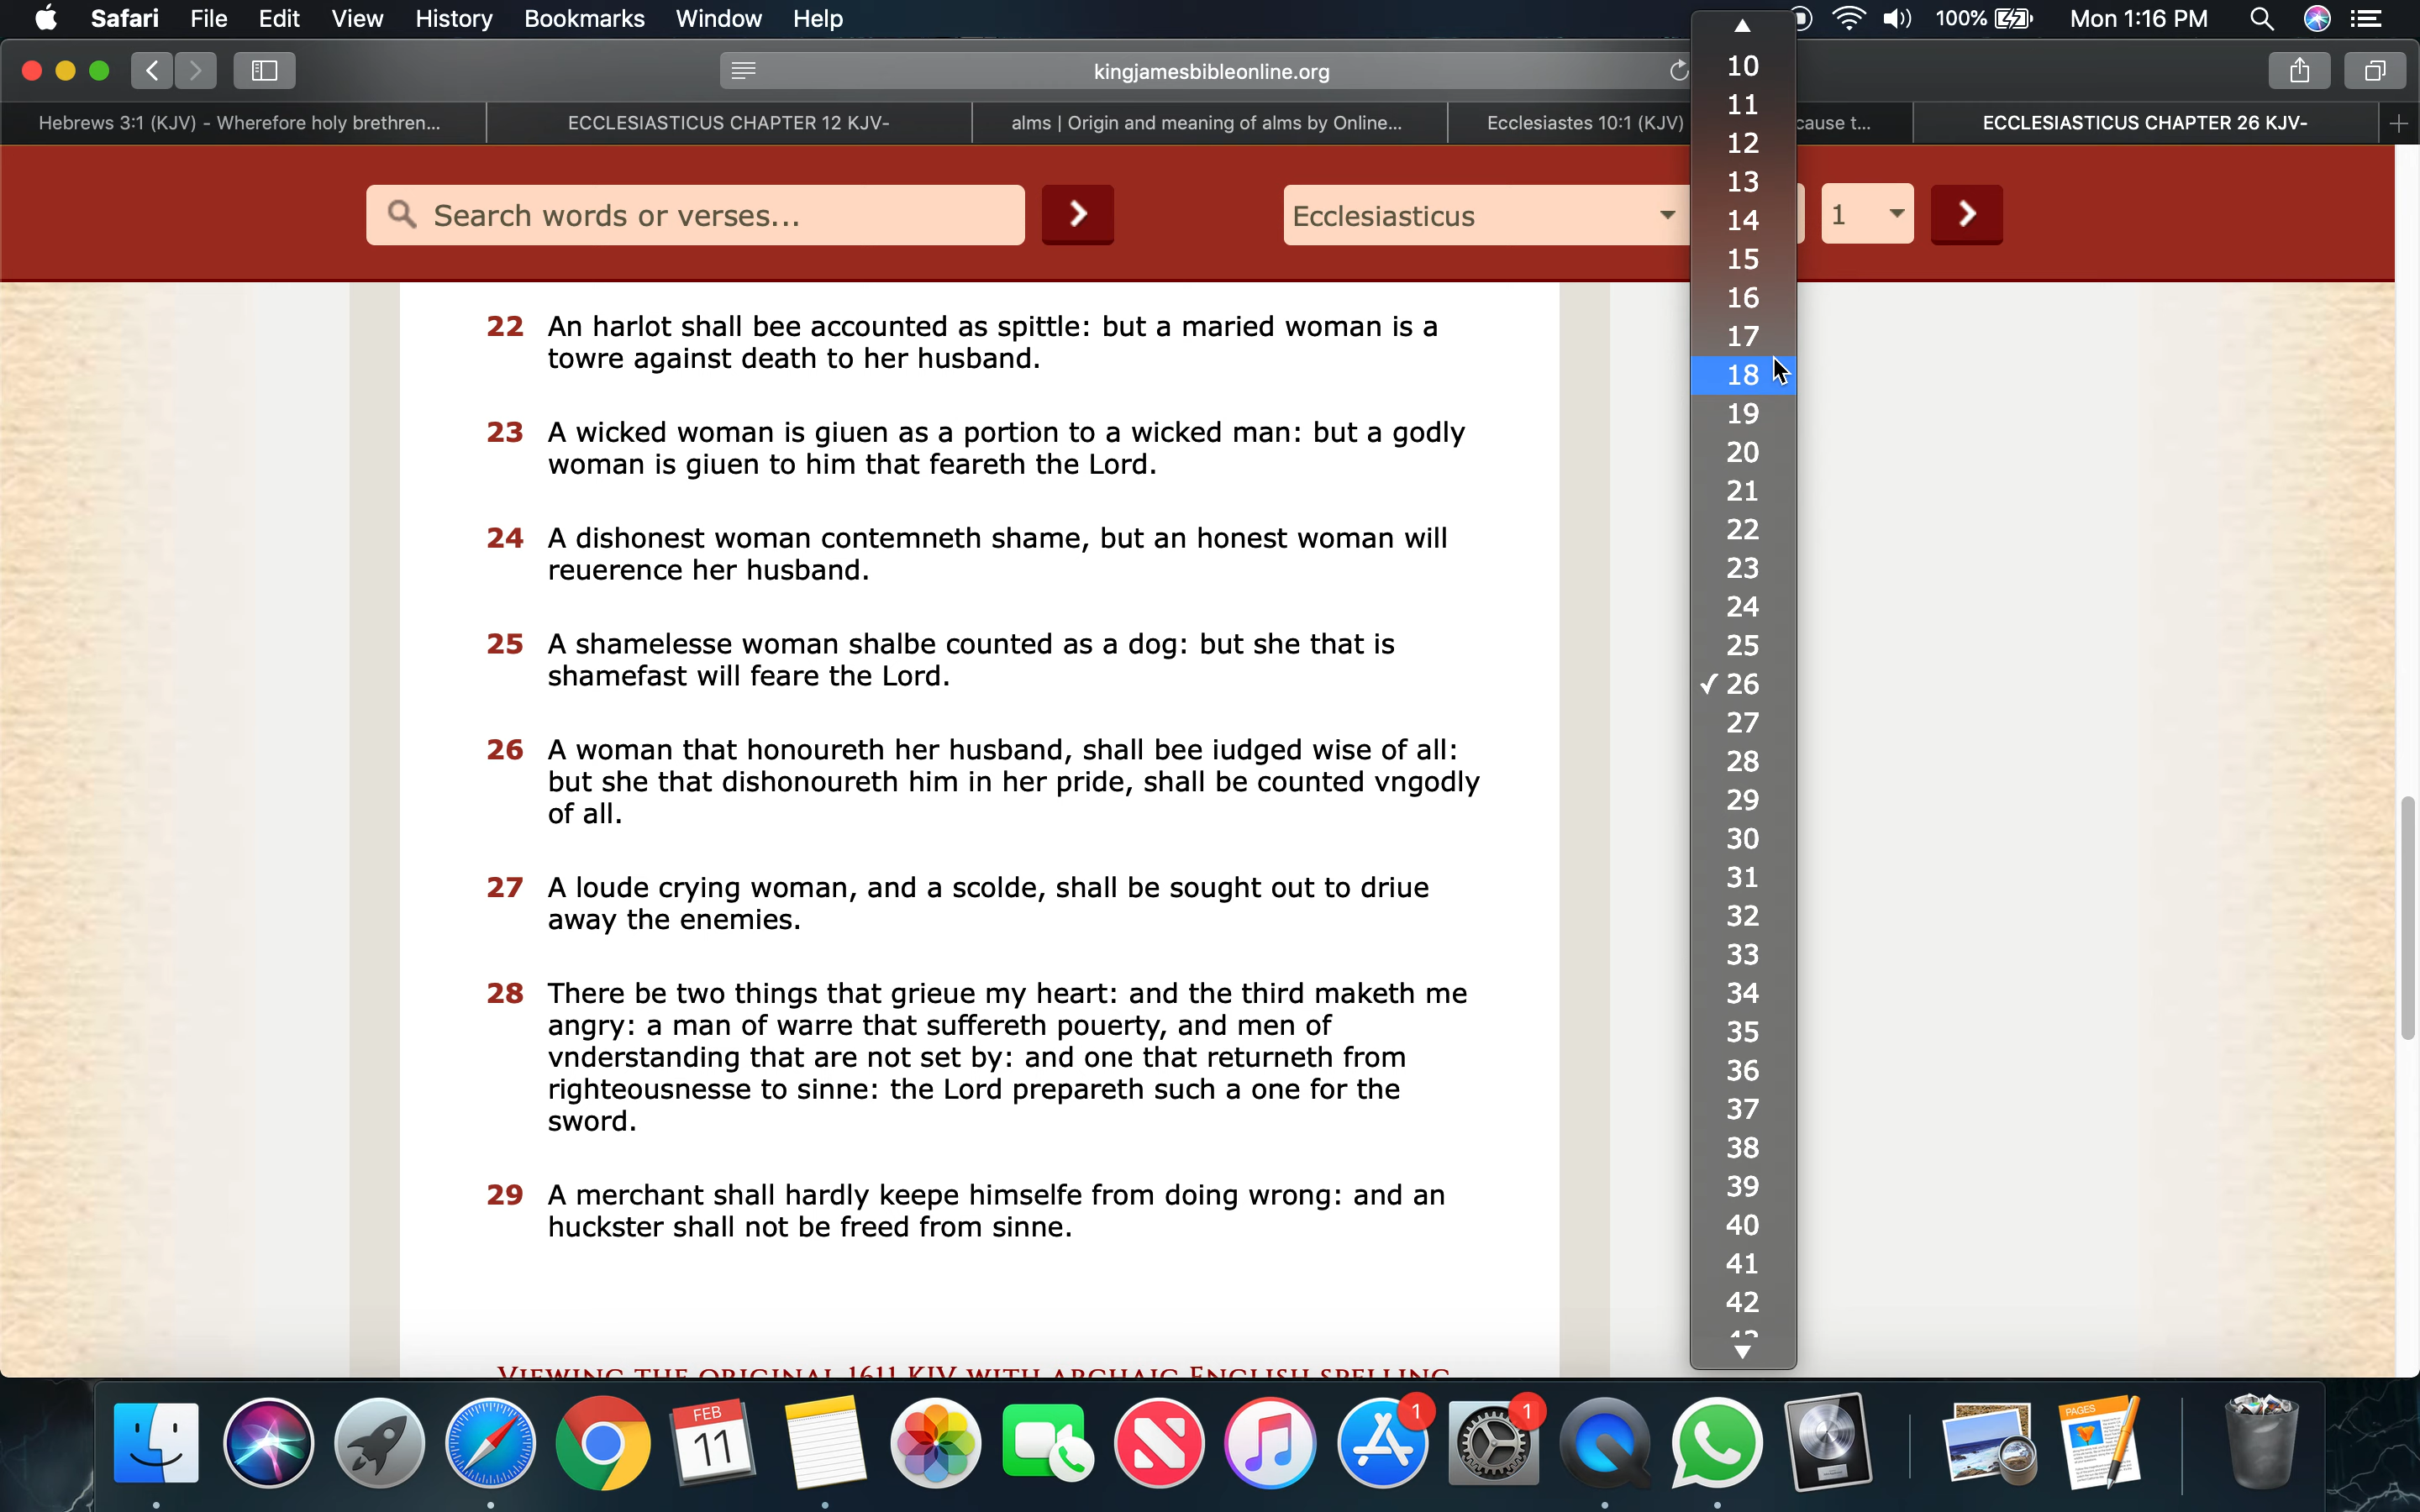 Safari File Edit View History Bookmarks Window Help 100% Mon 1:16 PM
kingjamesbibleonline.org
Hebrews 3:1 (KJV) - Wherefore holy brethren... ECCLESIASTICUS CHAPTER 12 KJV- alms | Origin and meaning of alms by Online... Ecclesiastes 10:1 (KJV) cause t... ECCLESIASTICUS CHAPTER 26 KJV-
Search words or verses... Ecclesiasticus 1
22 An harlot shall bee accounted as spittle: but a maried woman is a
towre against death to her husband.
23 A wicked woman is giuen as a portion to a wicked man: but a godly
woman is giuen to him that feareth the Lord.
24 A dishonest woman contemneth shame, but an honest woman will
reuerence her husband.
25 A shamelesse woman shalbe counted as a dog: but she that is
shamefast will feare the Lord.
26 A woman that honoureth her husband, shall bee iudged wise of all:
but she that dishonoureth him in her pride, shall be counted vngodly
of all.
27 A loude crying woman, and a scolde, shall be sought out to driue
away the enemies.
28 There be two things that grieue my heart: and the third maketh me
angry: a man of warre that suffereth pouerty, and men of
vnderstanding that are not set by: and one that returneth from
righteousnesse to sinne: the Lord prepareth such a one for the
sword.
29 A merchant shall hardly keepe himselfe from doing wrong: and an
huckster shall not be freed from sinne.
Viewing the original 1611 KJV with archaic English spelling
10
11
12
13
14
15
16
17
18
19
20
21
22
23
24
25
✓ 26
27
28
29
30
31
32
33
34
35
36
37
38
39
40
41
42
43
FEB
11
1
1
PAGES